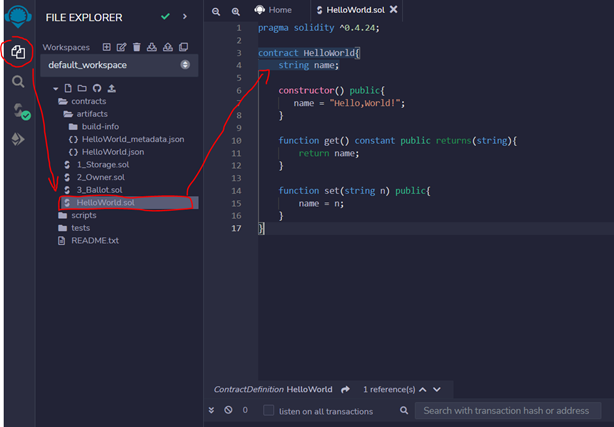 FILE EXPLORER
Workspaces
default_workspace
contracts
artifacts
build-info
HelloWorld_metadata.json
HelloWorld.json
1_Storage.sol
2_Owner.sol
3_Ballot.sol
HelloWorld.sol
scripts
tests
README.txt
Home
HelloWorld.sol
1 pragma solidity ^0.4.24;
2
3 contract HelloWorld{
4 string name;
5
6 constructor() public{
7 name = "Hello,World!";
8 }
9
10 function get() constant public returns(string){
11 return name;
12 }
13
14 function set(string n) public{
15 name = n;
16 }
17 }
ContractDefinition HelloWorld 1 reference(s)
0 listen on all transactions Search with transaction hash or address